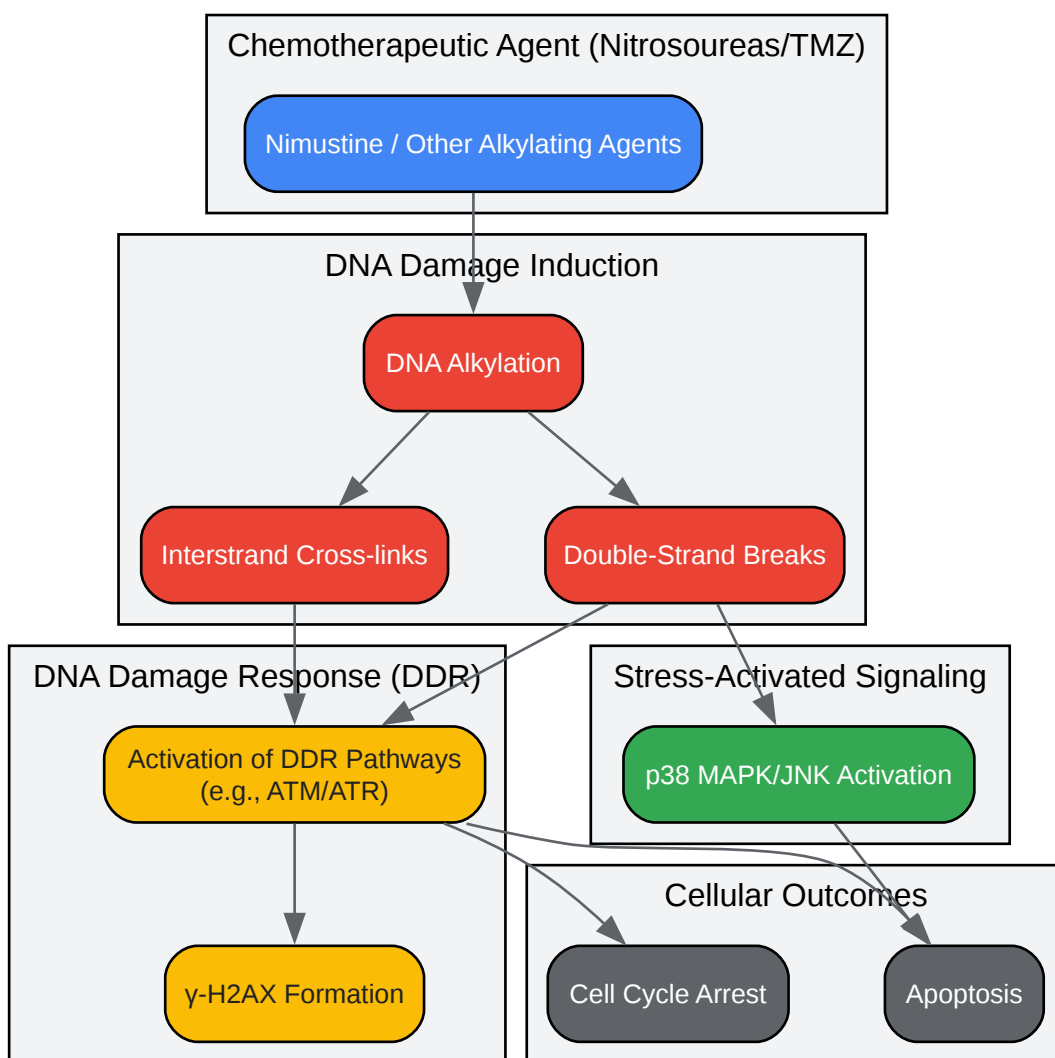 Chemotherapeutic Agent (Nitrosoureas/TMZ)
Nimustine / Other Alkylating Agents
DNA Damage Induction
DNA Alkylation
Interstrand Cross-links
Double-Strand Breaks
DNA Damage Response (DDR)
Stress-Activated Signaling
Activation of DDR Pathways
(e.g., ATM/ATR)
p38 MAPK/JNK Activation
Cellular Outcomes
γ-H2AX Formation
Cell Cycle Arrest
Apoptosis